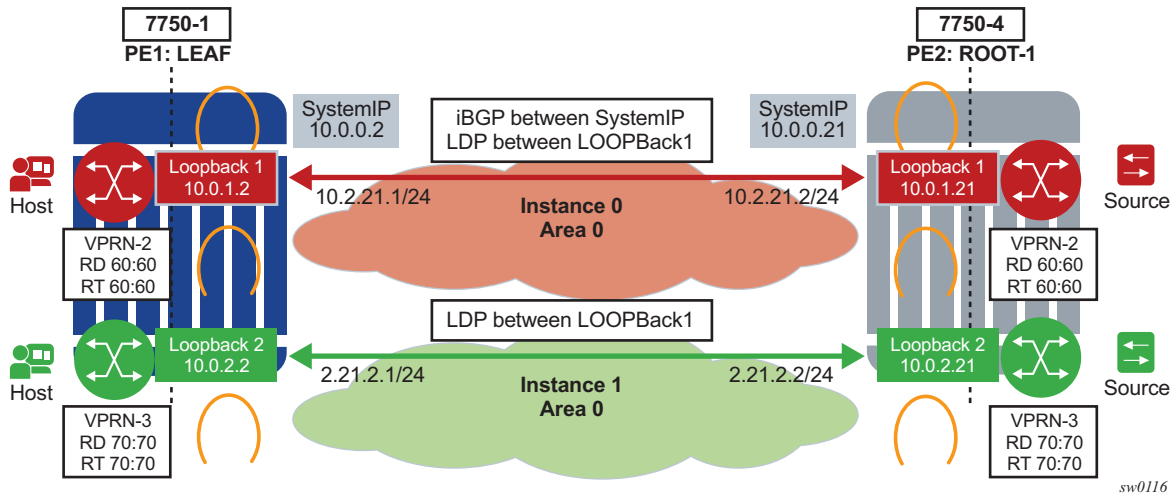 7750-1
PE1: LEAF
7750-4
PE2: ROOT-1
SystemIP
10.0.0.2
iBGP between SystemIP
LDP between LOOPBack1
SystemIP
10.0.0.21
Host
Loopback 1
10.0.1.2
10.2.21.1/24
10.2.21.2/24
Instance 0
Area 0
Loopback 1
10.0.1.21
Source
VPRN-2
RD 60:60
RT 60:60
VPRN-2
RD 60:60
RT 60:60
LDP between LOOPBack1
Host
Loopback 2
10.0.2.2
2.21.2.1/24
2.21.2.2/24
Instance 1
Area 0
Loopback 2
10.0.2.21
Source
VPRN-3
RD 70:70
RT 70:70
VPRN-3
RD 70:70
RT 70:70
sw0116